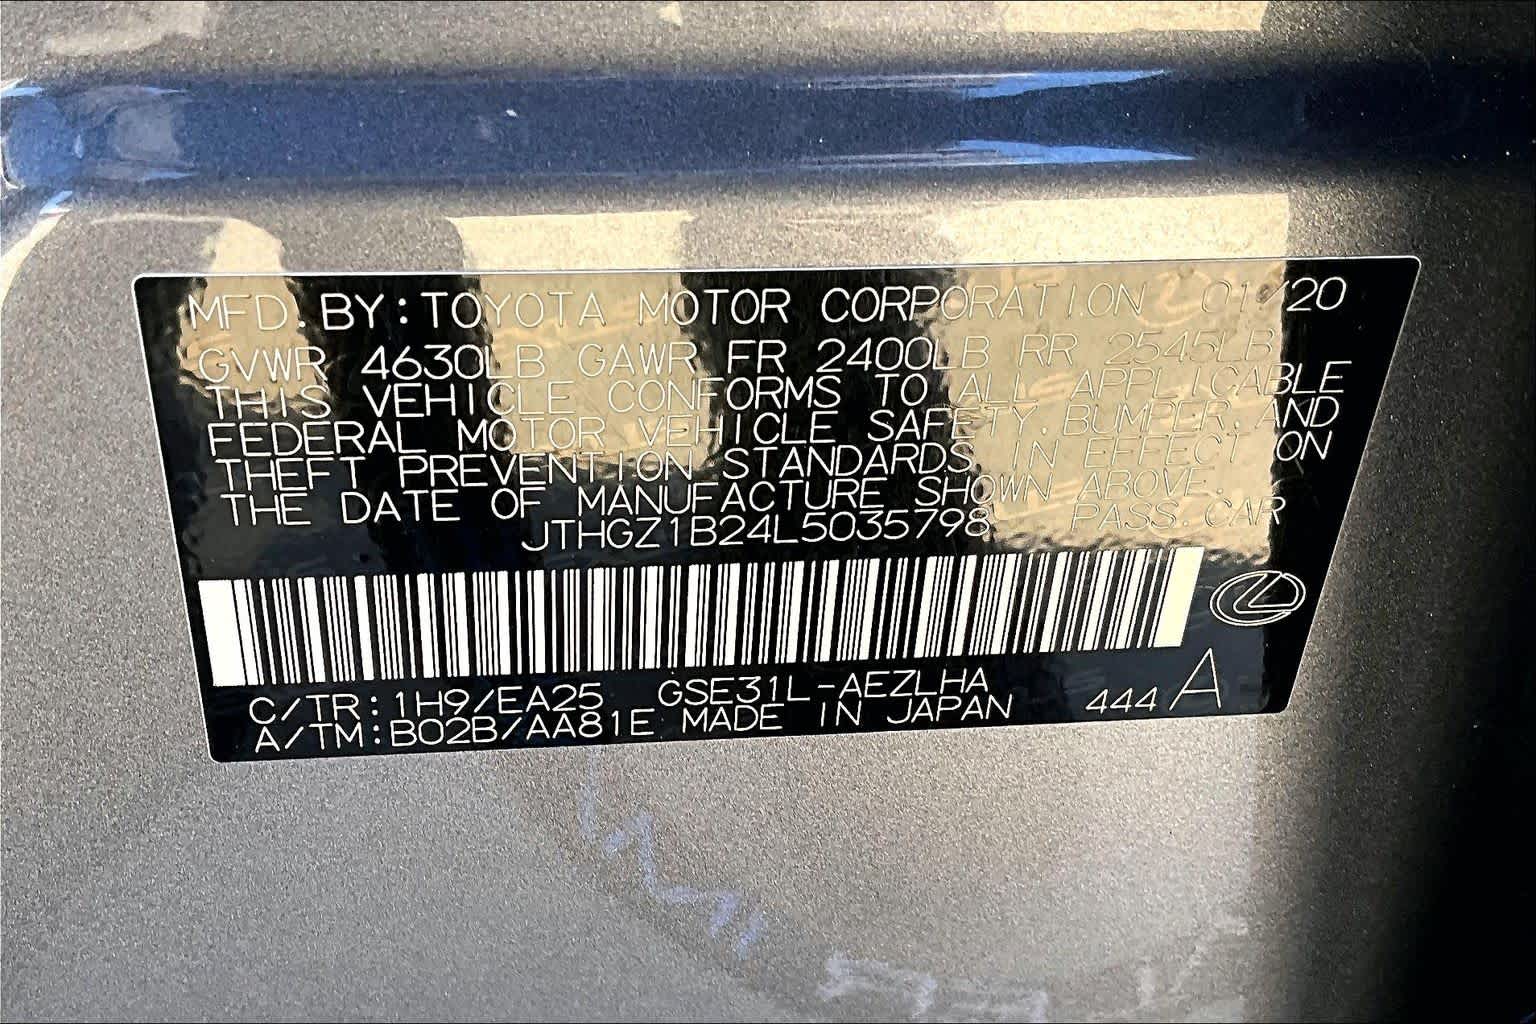 MFD. BY: TOYOTA MOTOR CORPORATION 01/20
GVWR 4630LB GAWR FR 2400LB RR 2545LB
THIS VEHICLE CONFORMS TO ALL APPLICABLE
FEDERAL MOTOR VEHICLE SAFETY, BUMPER, AND
THEFT PREVENTION STANDARDS IN EFFECT ON
THE DATE OF MANUFACTURE SHOWN ABOVE.
JTHGZ1B24L5035798 PASS. CAR
C/TR: 1H9/EA25 GSE31L-AEZLHA
A/TM: B02B/AA81E MADE IN JAPAN 444 A